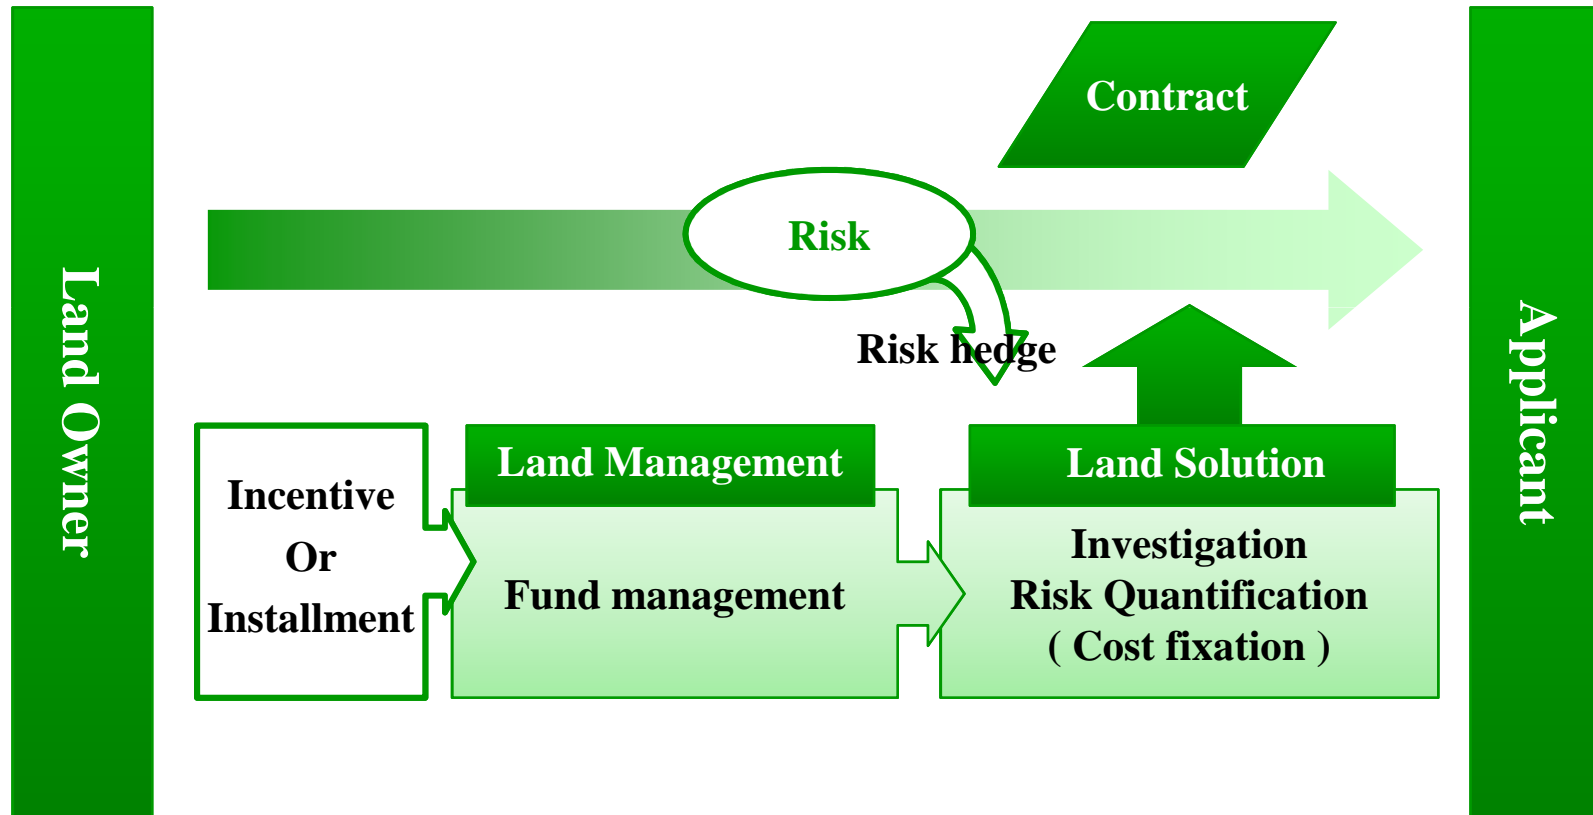 Land Owner
Contract
Risk
Risk hedge
Incentive
Or
Installment
Land Management
Fund management
Land Solution
Investigation
Risk Quantification
( Cost fixation )
Applicant